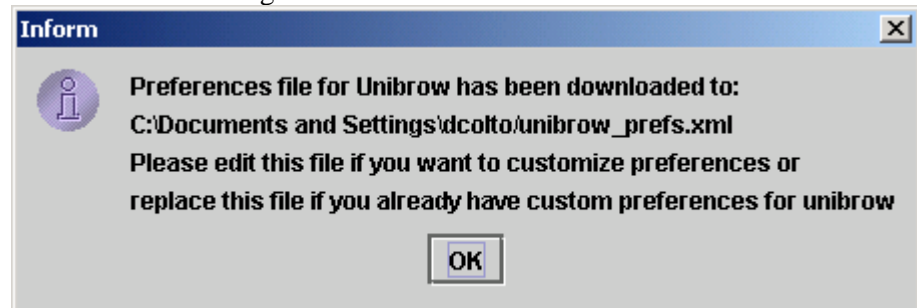 Inform
Preferences file for Unibrow has been downloaded to:
C:\Documents and Settings\dcolto/unibrow_prefs.xml
Please edit this file if you want to customize preferences or
replace this file if you already have custom preferences for unibrow
OK